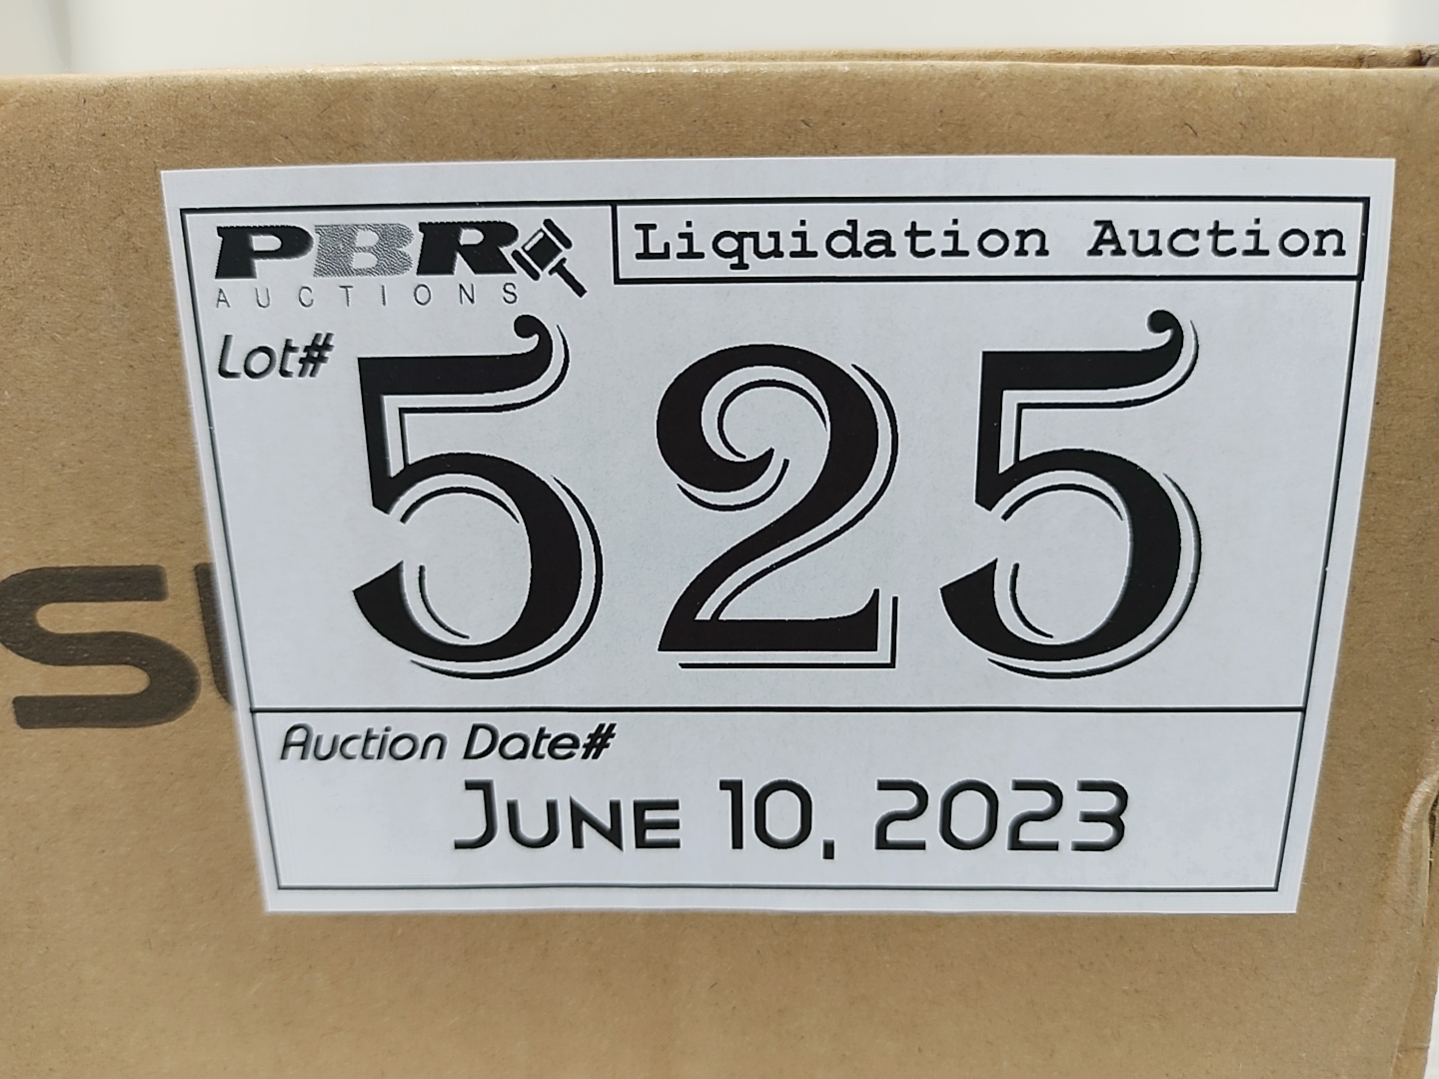 PBR
AUCTIONS
Liquidation Auction
Lot#
525
Auction Date#
June 10, 2023